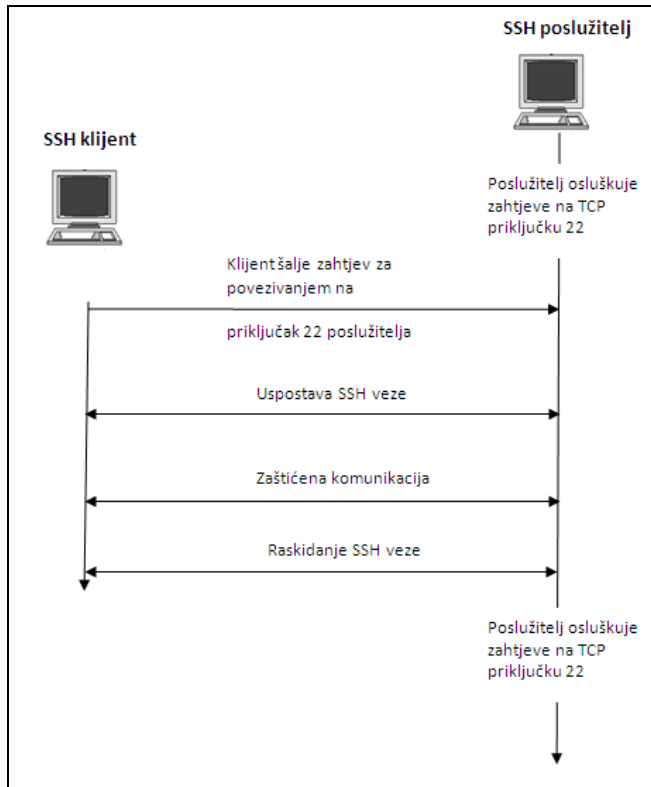 SSH poslužitelj
SSH klijent
Poslužitelj osluškuje
zahtjeve na TCP
priključku 22
Klijent šalje zahtjev za
povezivanjem na
priključak 22 poslužitelja
Uspostava SSH veze
Zaštićena komunikacija
Raskidanje SSH veze
Poslužitelj osluškuje
zahtjeve na TCP
priključku 22